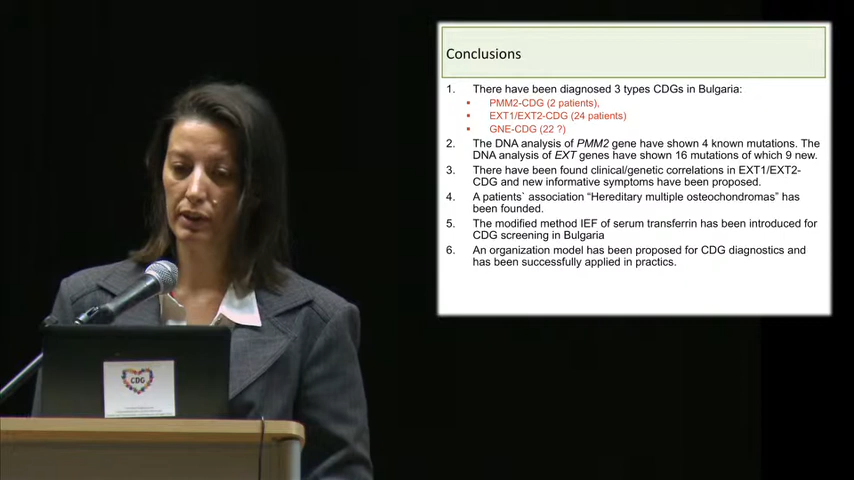 Conclusions
1. There have been diagnosed 3 types CDGs in Bulgaria:
▪ PMM2-CDG (2 patients),
▪ EXT1/EXT2-CDG (24 patients)
▪ GNE-CDG (22 ?)
2. The DNA analysis of PMM2 gene have shown 4 known mutations. The
DNA analysis of EXT genes have shown 16 mutations of which 9 new.
3. There have been found clinical/genetic correlations in EXT1/EXT2-
CDG and new informative symptoms have been proposed.
4. A patients` association “Hereditary multiple osteochondromas” has
been founded.
5. The modified method IEF of serum transferrin has been introduced for
CDG screening in Bulgaria
6. An organization model has been proposed for CDG diagnostics and
has been successfully applied in practics.
CDG